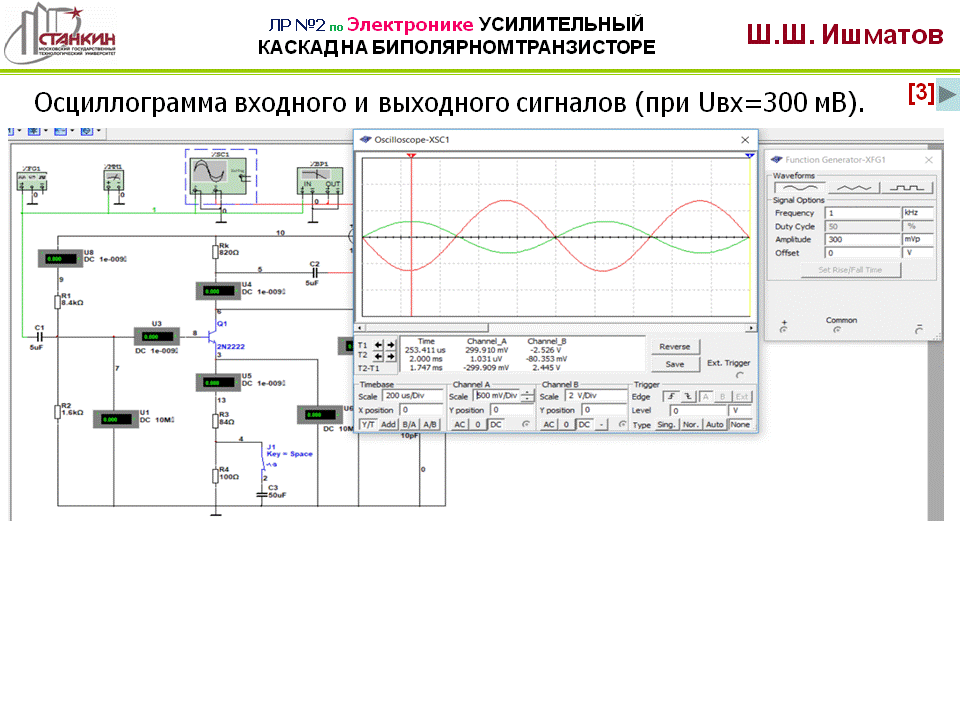 СТАНКИН
МОСКОВСКИЙ ГОСУДАРСТВЕННЫЙ
ТЕХНОЛОГИЧЕСКИЙ УНИВЕРСИТЕТ
ЛР №2 по Электронике УСИЛИТЕЛЬНЫЙ
КАСКАД НА БИПОЛЯРНОМТРАНЗИСТОРЕ
Ш.Ш. Ишматов
Осциллограмма входного и выходного сигналов (при Uвх=300 мВ).
[3]
XFG1
XSC1
XBP1
IN OUT
0
0
0
0
1
10
U8
DC 1e-009Ω
9
R1
8.4kΩ
Rk
820Ω
5
C2
5uF
U4
DC 1e-009Ω
6
C1
5uF
U3
DC 1e-009Ω
8
Q1
2N2222
3
7
U5
DC 1e-009Ω
13
R2
1.6kΩ
U1
DC 10MΩ
R3
84Ω
U6
DC 10M
10pF
4
J1
Key = Space
R4
100Ω
2
C3
50uF
0
Oscilloscope-XSC1
Time Channel_A Channel_B
T1 253.411 us 299.910 mV -2.526 V
T2 2.000 ms 1.031 uV -80.353 mV
T2-T1 1.747 ms -299.909 mV 2.445 V
Reverse
Save
Ext. Trigger
Timebase
Scale 200 us/Div
X position 0
Y/T Add B/A A/B
Channel A
Scale 500 mV/Div
Y position 0
AC 0 DC
Channel B
Scale 2 V/Div
Y position 0
AC 0 DC -
Trigger
Edge A B Ext
Level 0 V
Type Sing. Nor. Auto None
Function Generator-XFG1
Waveforms
Signal Options
Frequency 1 kHz
Duty Cycle 50 %
Amplitude 300 mVp
Offset 0 V
Set Rise/Fall Time
+ Common −